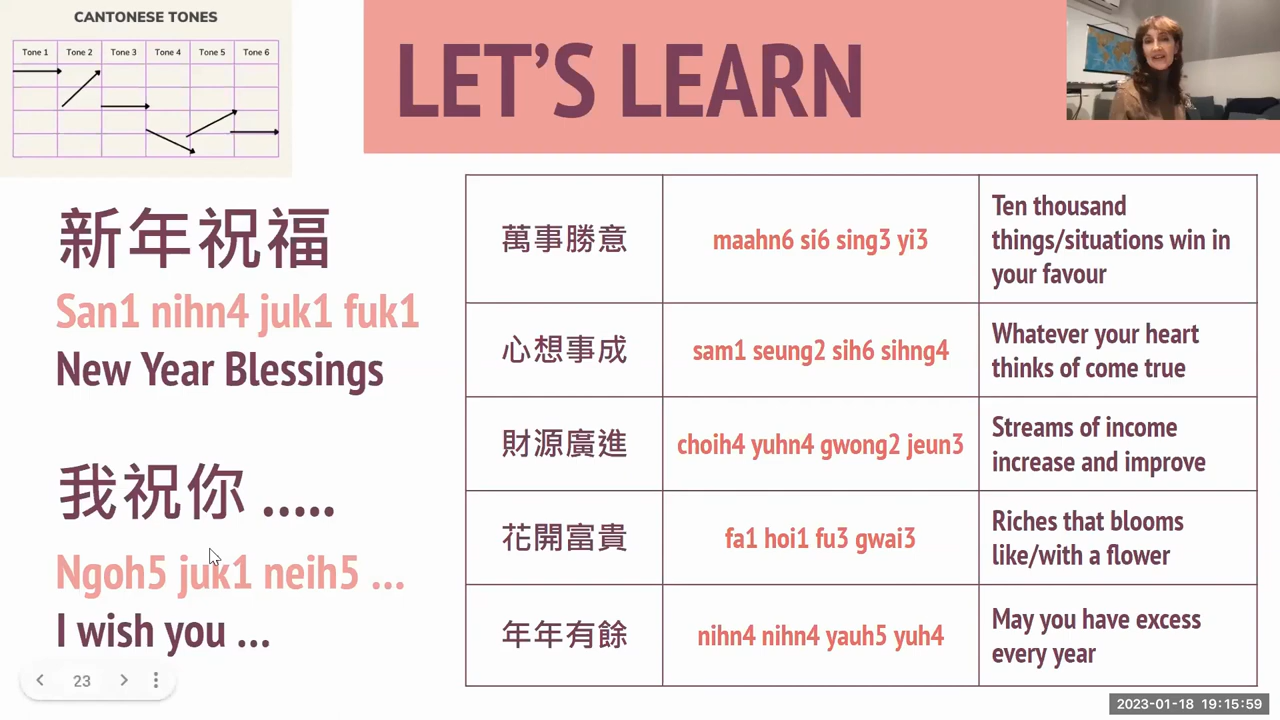 CANTONESE TONES
Tone 1 Tone 2 Tone 3 Tone 4 Tone 5 Tone 6
LET'S LEARN
新年祝福
San1 nihn4 juk1 fuk1
New Year Blessings
我祝你 .....
Ngoh5 juk1 neih5 ...
I wish you ...
萬事勝意
maahn6 si6 sing3 yi3
Ten thousand
things/situations win in
your favour
心想事成
sam1 seung2 sih6 sihng4
Whatever your heart
thinks of come true
財源廣進
choih4 yuhn4 gwong2 jeun3
Streams of income
increase and improve
花開富貴
fa1 hoi1 fu3 gwai3
Riches that blooms
like/with a flower
年年有餘
nihn4 nihn4 yauh5 yuh4
May you have excess
every year
23
2023-01-18 19:15:59